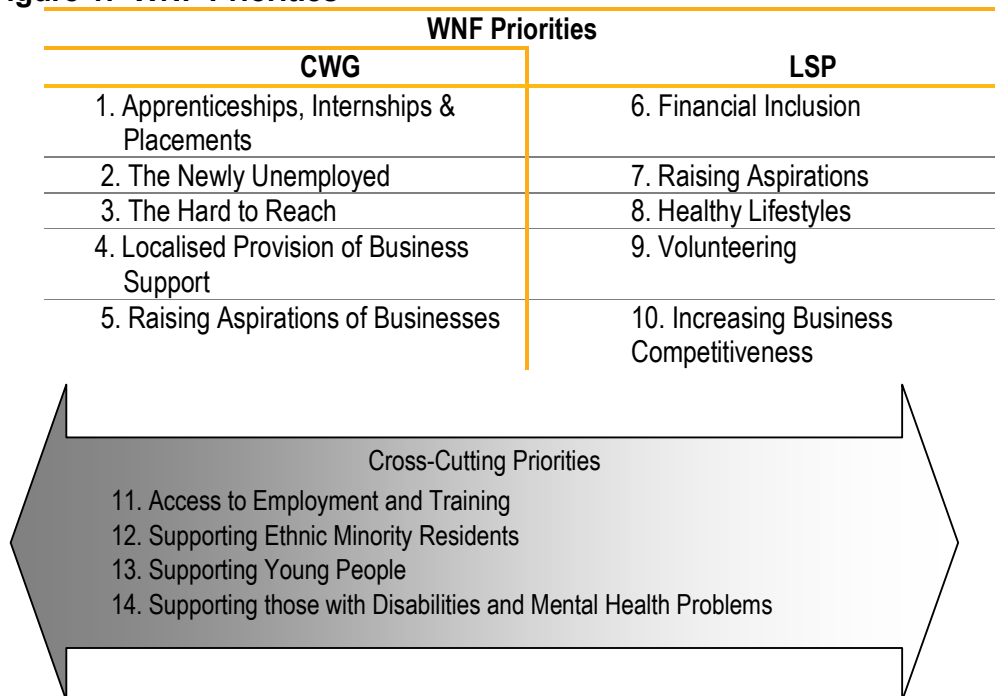 WNF Priorities
CWG
LSP
1. Apprenticeships, Internships &
Placements
6. Financial Inclusion
2. The Newly Unemployed
7. Raising Aspirations
3. The Hard to Reach
8. Healthy Lifestyles
4. Localised Provision of Business
Support
9. Volunteering
5. Raising Aspirations of Businesses
10. Increasing Business
Competitiveness
Cross-Cutting Priorities
11. Access to Employment and Training
12. Supporting Ethnic Minority Residents
13. Supporting Young People
14. Supporting those with Disabilities and Mental Health Problems